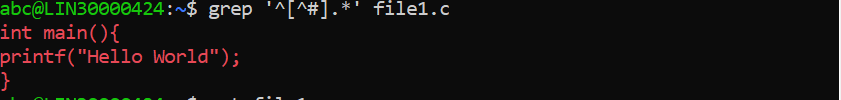 abc@LIN30000424:~$ grep '^[^#].*' file1.c
int main(){
printf("Hello World");
}